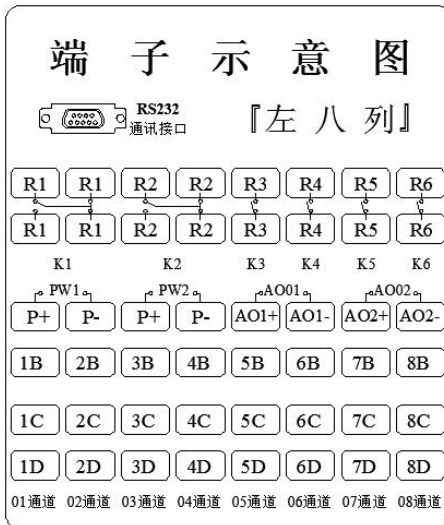 端子示意图
RS232
通讯接口
『左八列』
R1 R1 R2 R2 R3 R4 R5 R6
R1 R1 R2 R2 R3 R4 R5 R6
K1 K2 K3 K4 K5 K6
PW1 PW2 AO01 AO02
P+ P- P+ P- AO1+ AO1- AO2+ AO2-
1B 2B 3B 4B 5B 6B 7B 8B
1C 2C 3C 4C 5C 6C 7C 8C
1D 2D 3D 4D 5D 6D 7D 8D
01通道 02通道 03通道 04通道 05通道 06通道 07通道 08通道